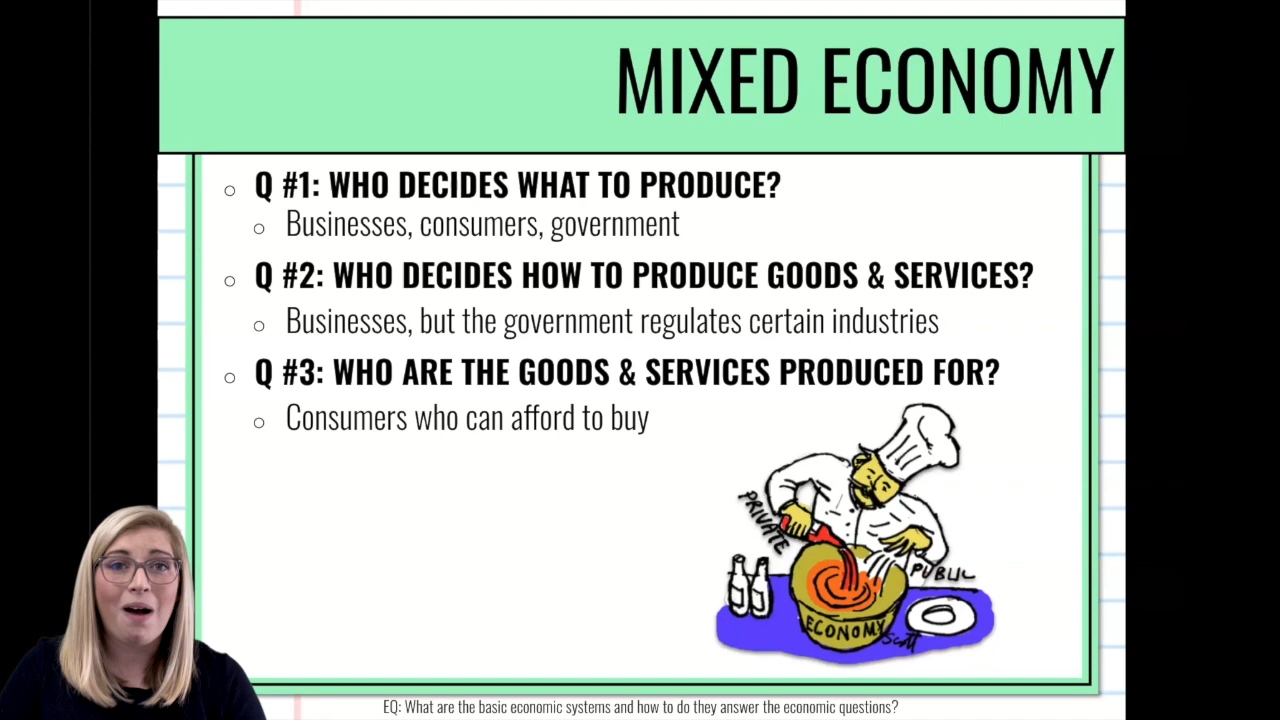 MIXED ECONOMY
Q #1: WHO DECIDES WHAT TO PRODUCE?
Businesses, consumers, government
Q #2: WHO DECIDES HOW TO PRODUCE GOODS & SERVICES?
Businesses, but the government regulates certain industries
Q #3: WHO ARE THE GOODS & SERVICES PRODUCED FOR?
Consumers who can afford to buy
PRIVATE
PUBLIC
ECONOMY
Scott
EQ: What are the basic economic systems and how to do they answer the economic questions?